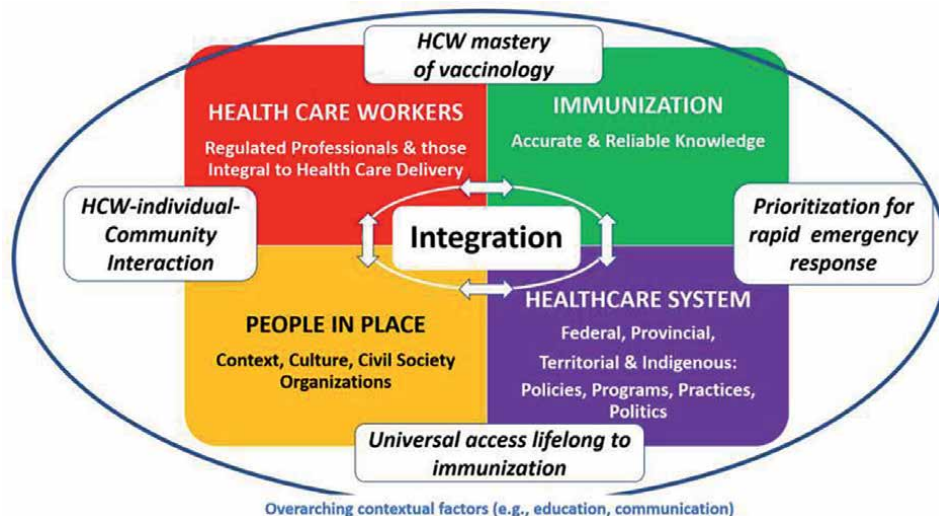 HCW mastery
of vaccinology
HEALTH CARE WORKERS
Regulated Professionals & those
Integral to Health Care Delivery
IMMUNIZATION
Accurate & Reliable Knowledge
HCW-individual-
Community
Interaction
Integration
Prioritization for
rapid emergency
response
PEOPLE IN PLACE
Context, Culture, Civil Society
Organizations
HEALTHCARE SYSTEM
Federal, Provincial,
Territorial & Indigenous:
Policies, Programs, Practices,
Politics
Universal access lifelong to
immunization
Overarching contextual factors (e.g., education, communication)